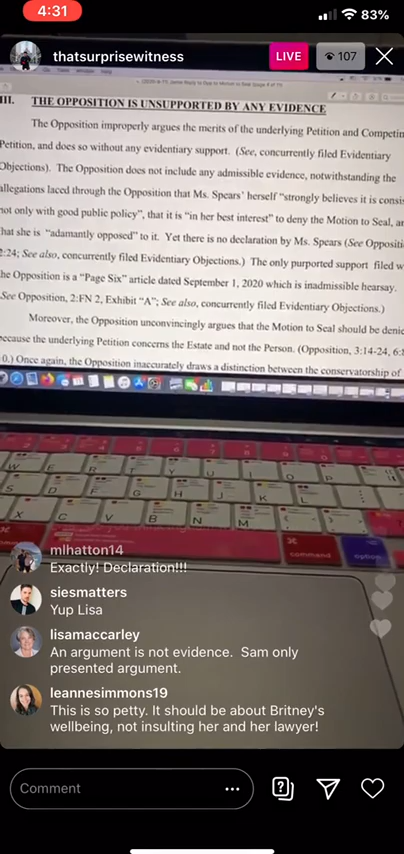 4:31
83%
thatsurprisewitness
LIVE
107
III. THE OPPOSITION IS UNSUPPORTED BY ANY EVIDENCE
The Opposition improperly argues the merits of the underlying Petition and
Petition, and does so without any evidentiary support. (See, concurrently filed Evidentiary
Objections). The Opposition does not include any admissible evidence, notwithstanding the
allegations laced through the Opposition that Ms. Spears' herself "strongly believes it is
not only with good public policy", that it is "in her best interest" to deny the Motion to Seal,
that she is "adamantly opposed" to it. Yet there is no declaration by Ms. Spears (See
2:24; See also, concurrently filed Evidentiary Objections.) The only purported support filed
the Opposition is a "Page Six" article dated September 1, 2020 which is inadmissible hearsay.
See Opposition, 2:FN 2, Exhibit "A"; See also, concurrently filed Evidentiary Objections.)
Moreover, the Opposition unconvincingly argues that the Motion to Seal should be
because the underlying Petition concerns the Estate and not the Person. (Opposition, 3:14-24,
Once again, the Opposition inaccurately draws a distinction between the conservatorship of
W E R T Y U I O P
S D F G H J K L
X C V B N M
command
option
mlhatton14
Exactly! Declaration!!!
siesmatters
Yup Lisa
lisamaccarley
An argument is not evidence. Sam only
presented argument.
leannesimmons19
This is so petty. It should be about Britney's
wellbeing, not insulting her and her lawyer!
Comment